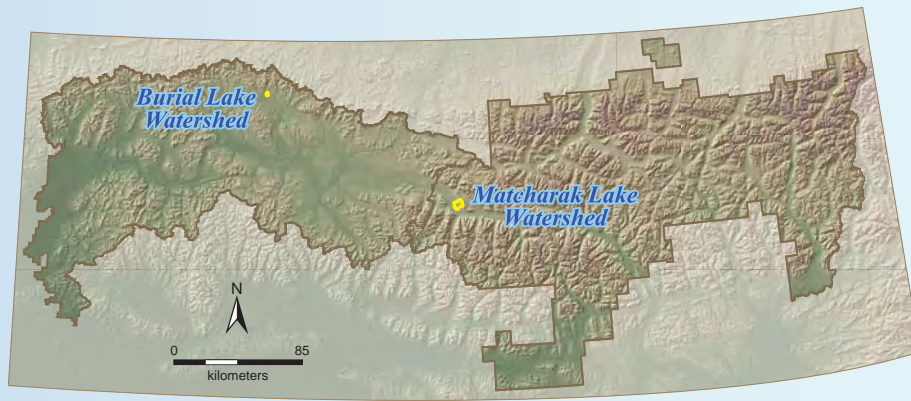 Burial Lake
Watershed
Matcharak Lake
Watershed
N
0 85
kilometers